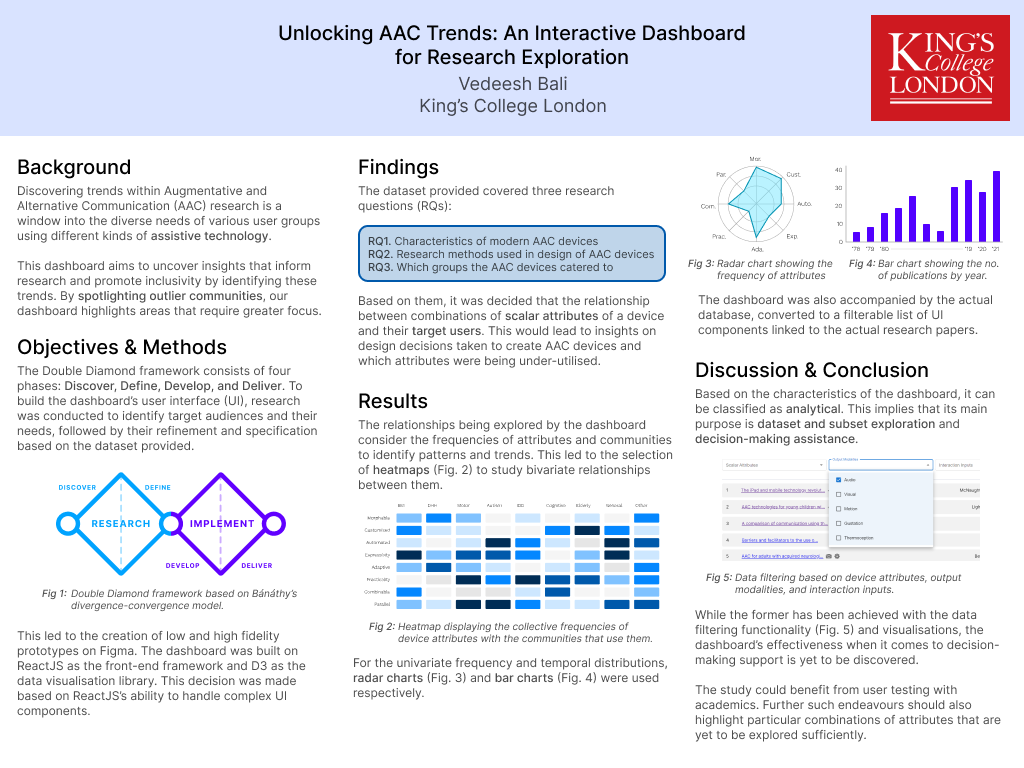 Unlocking AAC Trends: An Interactive Dashboard
for Research Exploration
Vedeesh Bali
King's College London
KING'S
College
LONDON
Background
Discovering trends within Augmentative and
Alternative Communication (AAC) research is a
window into the diverse needs of various user groups
using different kinds of assistive technology.
This dashboard aims to uncover insights that inform
research and promote inclusivity by identifying these
trends. By spotlighting outlier communities, our
dashboard highlights areas that require greater focus.
Objectives & Methods
The Double Diamond framework consists of four
phases: Discover, Define, Develop, and Deliver. To
build the dashboard's user interface (UI), research
was conducted to identify target audiences and their
needs, followed by their refinement and specification
based on the dataset provided.
DISCOVER
DEFINE
RESEARCH
IMPLEMENT
DEVELOP
DELIVER
Fig 1: Double Diamond framework based on Bánáthy's
divergence-convergence model.
This led to the creation of low and high fidelity
prototypes on Figma. The dashboard was built on
ReactJS as the front-end framework and D3 as the
data visualisation library. This decision was made
based on ReactJS's ability to handle complex UI
components.
Findings
The dataset provided covered three research
questions (RQs):
RQ1. Characteristics of modern AAC devices
RQ2. Research methods used in design of AAC devices
RQ3. Which groups the AAC devices catered to
Based on them, it was decided that the relationship
between combinations of scalar attributes of a device
and their target users. This would lead to insights on
design decisions taken to create AAC devices and
which attributes were being under-utilised.
Results
The relationships being explored by the dashboard
consider the frequencies of attributes and communities
to identify patterns and trends. This led to the selection
of heatmaps (Fig. 2) to study bivariate relationships
between them.
DHH Motor Autism IDD Cognitive Elderly General Other
Morphable
Customised
Automated
Expressivity
Adaptive
Practicality
Combinable
Parallel
Fig 2: Heatmap displaying the collective frequencies of
device attributes with the communities that use them.
For the univariate frequency and temporal distributions,
radar charts (Fig. 3) and bar charts (Fig. 4) were used
respectively.
Mor.
Cust.
Auto.
Exp.
Ada.
Prac.
Com.
Par.
40
30
20
10
0
'78 '79 '80 '19 '20 '21
Fig 3: Radar chart showing the
frequency of attributes
Fig 4: Bar chart showing the no.
of publications by year.
The dashboard was also accompanied by the actual
database, converted to a filterable list of UI
components linked to the actual research papers.
Discussion & Conclusion
Based on the characteristics of the dashboard, it can
be classified as analytical. This implies that its main
purpose is dataset and subset exploration and
decision-making assistance.
Scalar Attributes
Output Modalities
Interaction Inputs
Audio
Visual
Motion
Gustation
Thermoception
1 The iPad and mobile technology revolut...
McNaugh
2 AAC technologies for young children wi...
Ligh
3 A comparison of communication using th...
4 Barriers and facilitators to the use o...
5 AAC for adults with acquired neurologi...
Be
Fig 5: Data filtering based on device attributes, output
modalities, and interaction inputs.
While the former has been achieved with the data
filtering functionality (Fig. 5) and visualisations, the
dashboard's effectiveness when it comes to decision-
making support is yet to be discovered.
The study could benefit from user testing with
academics. Further such endeavours should also
highlight particular combinations of attributes that are
yet to be explored sufficiently.